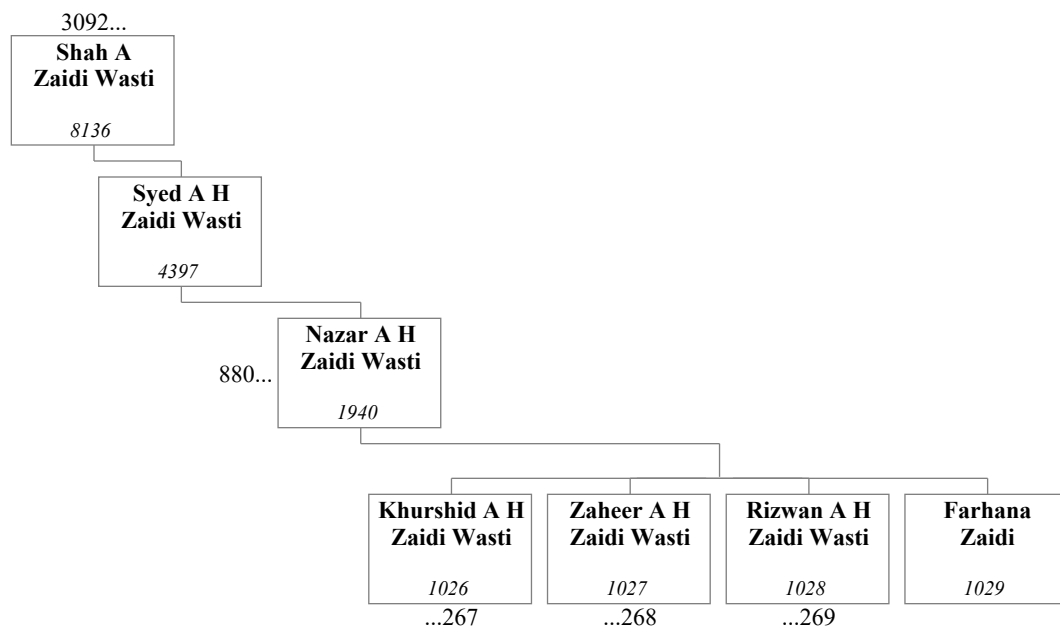 3092...
Shah A
Zaidi Wasti
8136
Syed A H
Zaidi Wasti
4397
Nazar A H
Zaidi Wasti
880...
1940
Khurshid A H
Zaidi Wasti
1026
...267
Zaheer A H
Zaidi Wasti
1027
...268
Rizwan A H
Zaidi Wasti
1028
...269
Farhana
Zaidi
1029